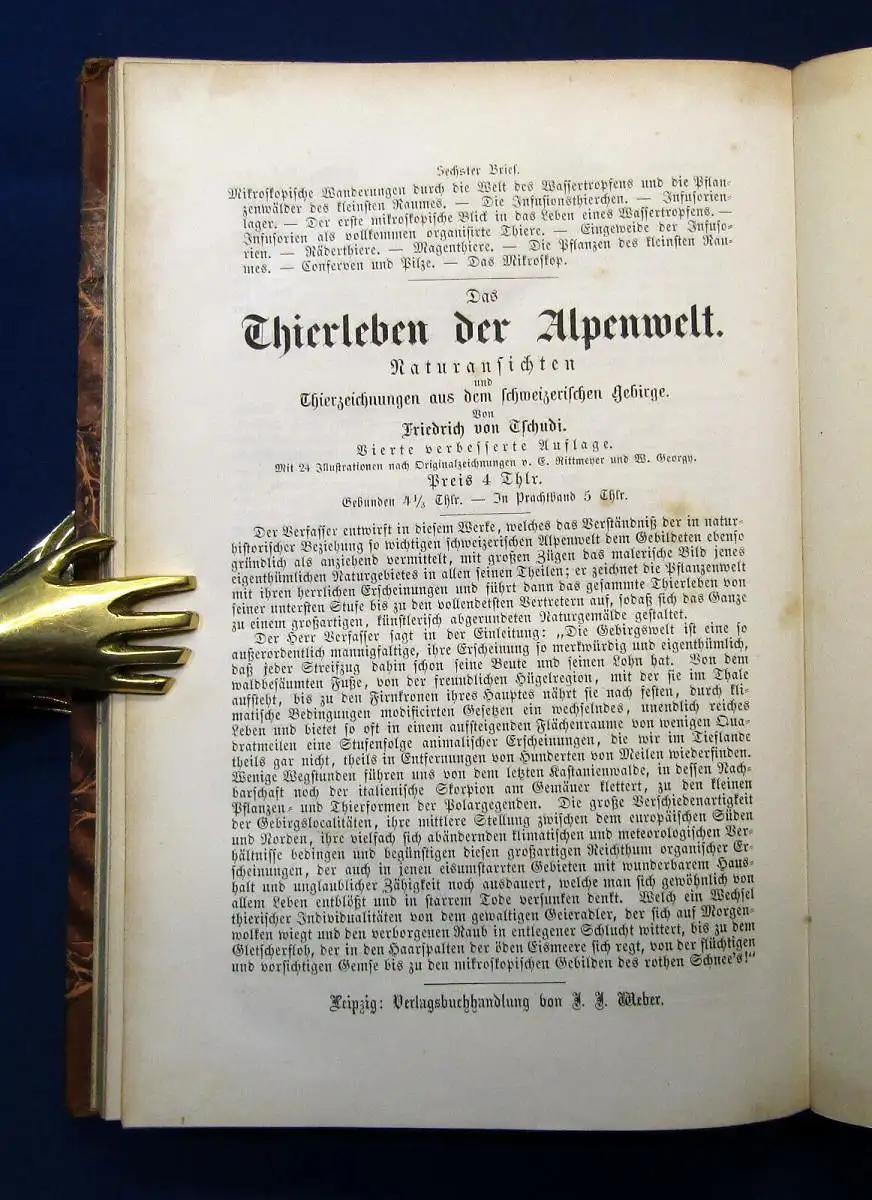 Sechster Brief.
Mikroskopische Wanderungen durch die Welt des Wassertropfens und die Pflan-
zenwälder des kleinsten Raumes. — Die Infusionsthierchen. — Infusorien-
lager. — Der erste mikroskopische Blick in das Leben eines Wassertropfens. —
Infusorien als vollkommen organisirte Thiere. — Eingeweide der Infuso-
rien. — Räderthiere. — Magenthiere. — Die Pflanzen des kleinsten Rau-
mes. — Conferven und Pilze. — Das Mikroskop.
Das
Thierleben der Alpenwelt.
Naturansichten
und
Thierzeichnungen aus dem schweizerischen Gebirge.
Von
Friedrich von Tschudi.
Vierte verbesserte Auflage.
Mit 24 Illustrationen nach Originalzeichnungen v. E. Rittmeyer und W. Georgy.
Preis 4 Thlr.
Gebunden 4 1/3 Thlr. — In Prachtband 5 Thlr.
Der Verfasser entwirft in diesem Werke, welches das Verständniß der in natur-
historischer Beziehung so wichtigen schweizerischen Alpenwelt dem Gebildeten ebenso
gründlich als anziehend vermittelt, mit großen Zügen das malerische Bild jenes
eigenthümlichen Naturgebietes in allen seinen Theilen; er zeichnet die Pflanzenwelt
mit ihren herrlichen Erscheinungen und führt dann das gesammte Thierleben von
seiner untersten Stufe bis zu den vollendetsten Vertretern auf, sodaß sich das Ganze
zu einem großartigen, künstlerisch abgerundeten Naturgemälde gestaltet.
Der Herr Verfasser sagt in der Einleitung: „Die Gebirgswelt ist eine so
außerordentlich mannigfaltige, ihre Erscheinung so merkwürdig und eigenthümlich,
daß jeder Streifzug dahin schon seine Beute und seinen Lohn hat. Von dem
waldbesäumten Fuße, von der freundlichen Hügelregion, mit der sie im Thale
aufsteht, bis zu den Firnkronen ihres Hauptes nährt sie nach festen, durch kli-
matische Bedingungen modificirten Gesetzen ein wechselndes, unendlich reiches
Leben und bietet so oft in einem aufsteigenden Flächenraume von wenigen Qua-
dratmeilen eine Stufenfolge animalischer Erscheinungen, die wir im Tieflande
theils gar nicht, theils in Entfernungen von Hunderten von Meilen wiederfinden.
Wenige Wegstunden führen uns von dem letzten Kastanienwalde, in dessen Nach-
barschaft noch der italienische Skorpion am Gemäuer klettert, zu den kleinen
Pflanzen- und Thierformen der Polargegenden. Die große Verschiedenartigkeit
der Gebirgslocalitäten, ihre mittlere Stellung zwischen dem europäischen Süden
und Norden, ihre vielfach sich abändernden klimatischen und meteorologischen Ver-
hältnisse bedingen und begünstigen diesen großartigen Reichthum organischer Er-
scheinungen, der auch in jenen eisumstarrten Gebieten mit wunderbarem Haus-
halt und unglaublicher Zähigkeit noch ausdauert, welche man sich gewöhnlich von
allem Leben entblößt und in starrem Tode versunken denkt. Welch ein Wechsel
thierischer Individualitäten von dem gewaltigen Geieradler, der sich auf Morgen-
wolken wiegt und den verborgenen Raub in entlegener Schlucht wittert, bis zu dem
Gletscherfloh, der in den Haarspalten der öden Eismeere sich regt, von der flüchtigen
und vorsichtigen Gemse bis zu den mikroskopischen Gebilden des rothen Schnee's!"
Leipzig: Verlagsbuchhandlung von J. J. Weber.